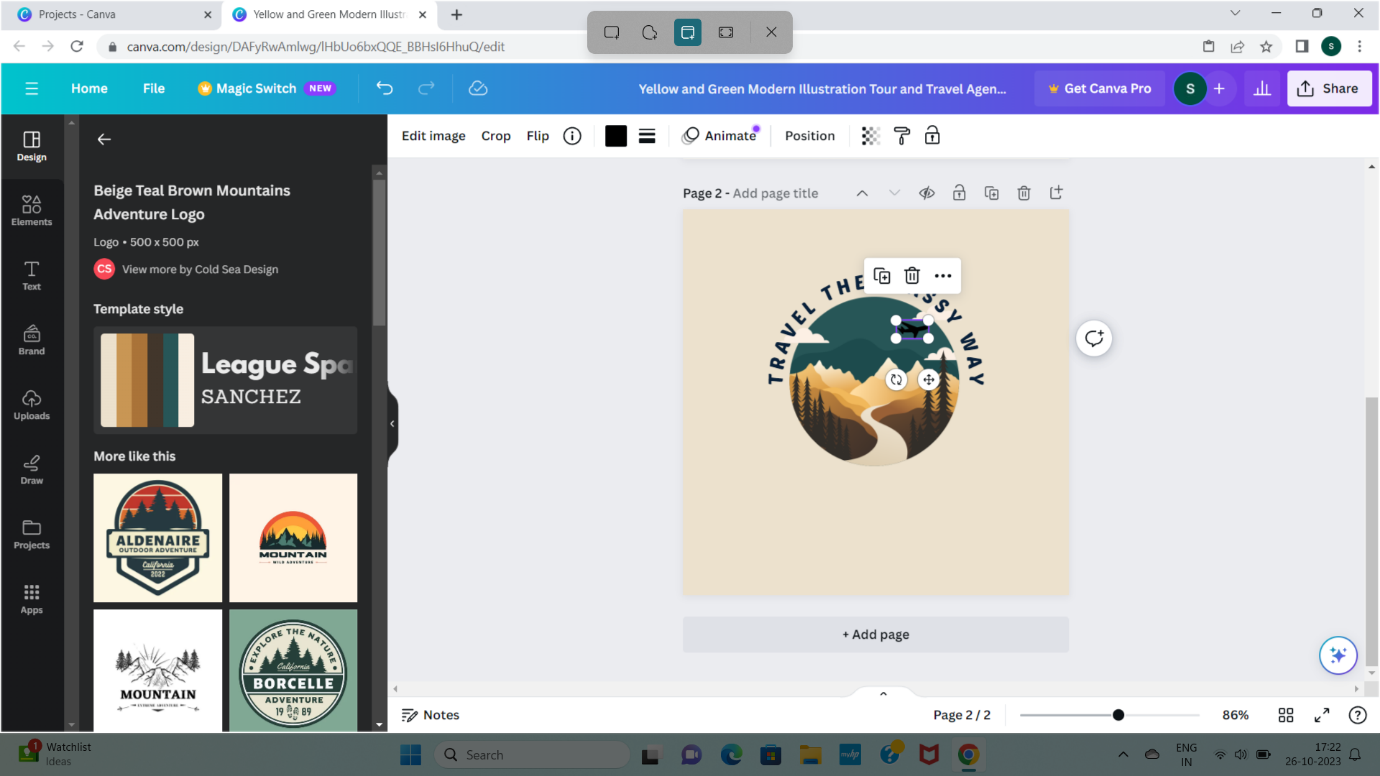 Projects - Canva
Yellow and Green Modern Illustr
canva.com/design/DAFyRwAmlwg/lHbUo6bxQQE_BBHsl6HhuQ/edit
S
Home
File
Magic Switch NEW
Yellow and Green Modern Illustration Tour and Travel Agen...
Get Canva Pro
S
Share
Edit image
Crop
Flip
Animate
Position
Design
Elements
Text
Brand
Uploads
Draw
Projects
Apps
Beige Teal Brown Mountains
Adventure Logo
Logo • 500 x 500 px
CS
View more by Cold Sea Design
Template style
League Spa
SANCHEZ
More like this
ALDENAIRE
OUTDOOR ADVENTURE
California
2022
MOUNTAIN
WILD ADVENTURE
MOUNTAIN
EXPLORE THE NATURE
California
BORCELLE
ADVENTURE
19 89
Page 2 - Add page title
TRAVEL THE SSY WAY
+ Add page
Notes
Page 2 / 2
86%
1
Watchlist
Ideas
Search
ENG
IN
17:22
26-10-2023